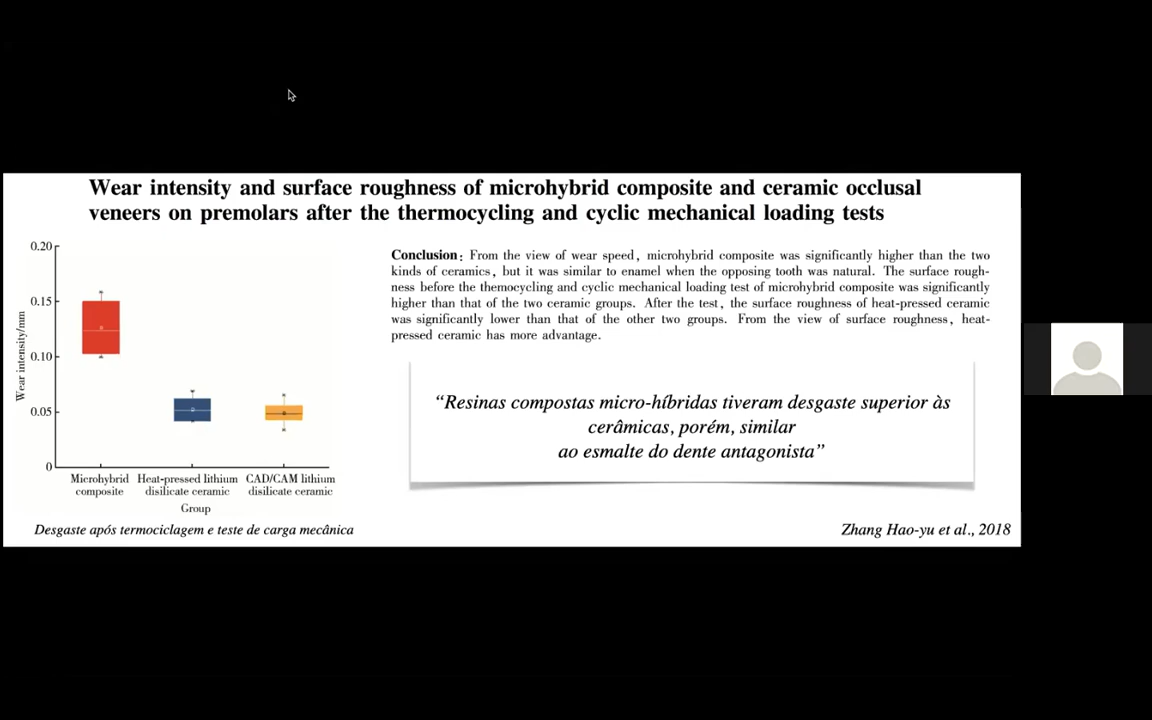 Wear intensity and surface roughness of microhybrid composite and ceramic occlusal
veneers on premolars after the thermocycling and cyclic mechanical loading tests
0.20
0.15
0.10
0.05
0
Wear intensity/mm
Microhybrid composite
Heat-pressed lithium disilicate ceramic
CAD/CAM lithium disilicate ceramic
Group
Desgaste após termociclagem e teste de carga mecânica
Conclusion: From the view of wear speed, microhybrid composite was significantly higher than the two
kinds of ceramics, but it was similar to enamel when the opposing tooth was natural. The surface rough-
ness before the themocycling and cyclic mechanical loading test of microhybrid composite was significantly
higher than that of the two ceramic groups. After the test, the surface roughness of heat-pressed ceramic
was significantly lower than that of the other two groups. From the view of surface roughness, heat-
pressed ceramic has more advantage.
“Resinas compostas micro-híbridas tiveram desgaste superior às
cerâmicas, porém, similar
ao esmalte do dente antagonista”
Zhang Hao-yu et al., 2018